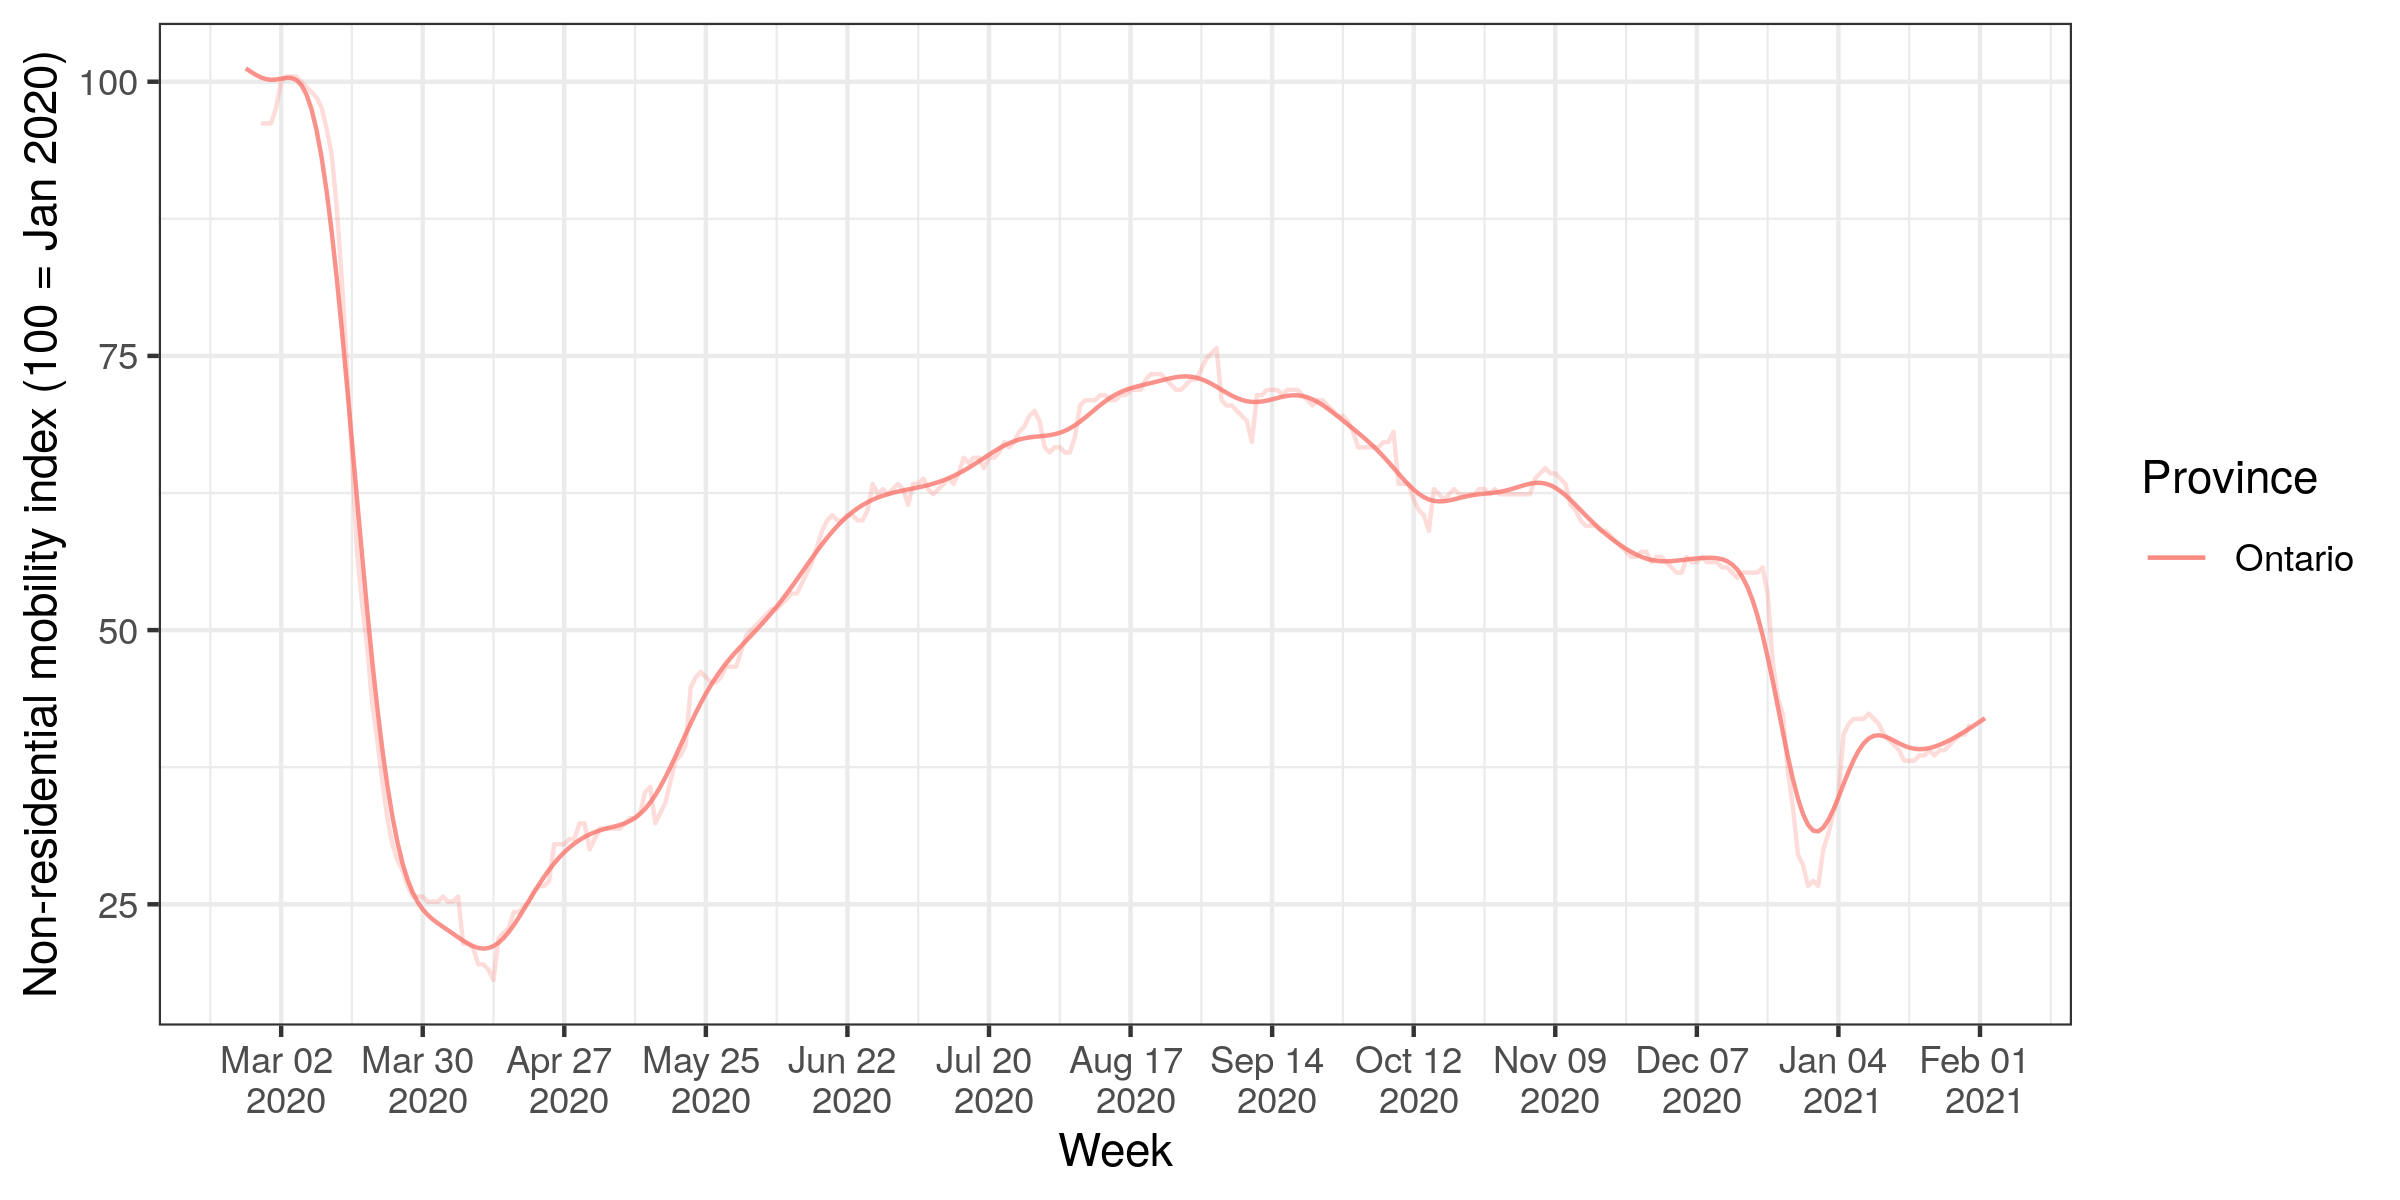 Non-residential mobility index (100 = Jan 2020)
100
75
50
25
Mar 02 2020
Mar 30 2020
Apr 27 2020
May 25 2020
Jun 22 2020
Jul 20 2020
Aug 17 2020
Sep 14 2020
Oct 12 2020
Nov 09 2020
Dec 07 2020
Jan 04 2021
Feb 01 2021
Week
Province
Ontario